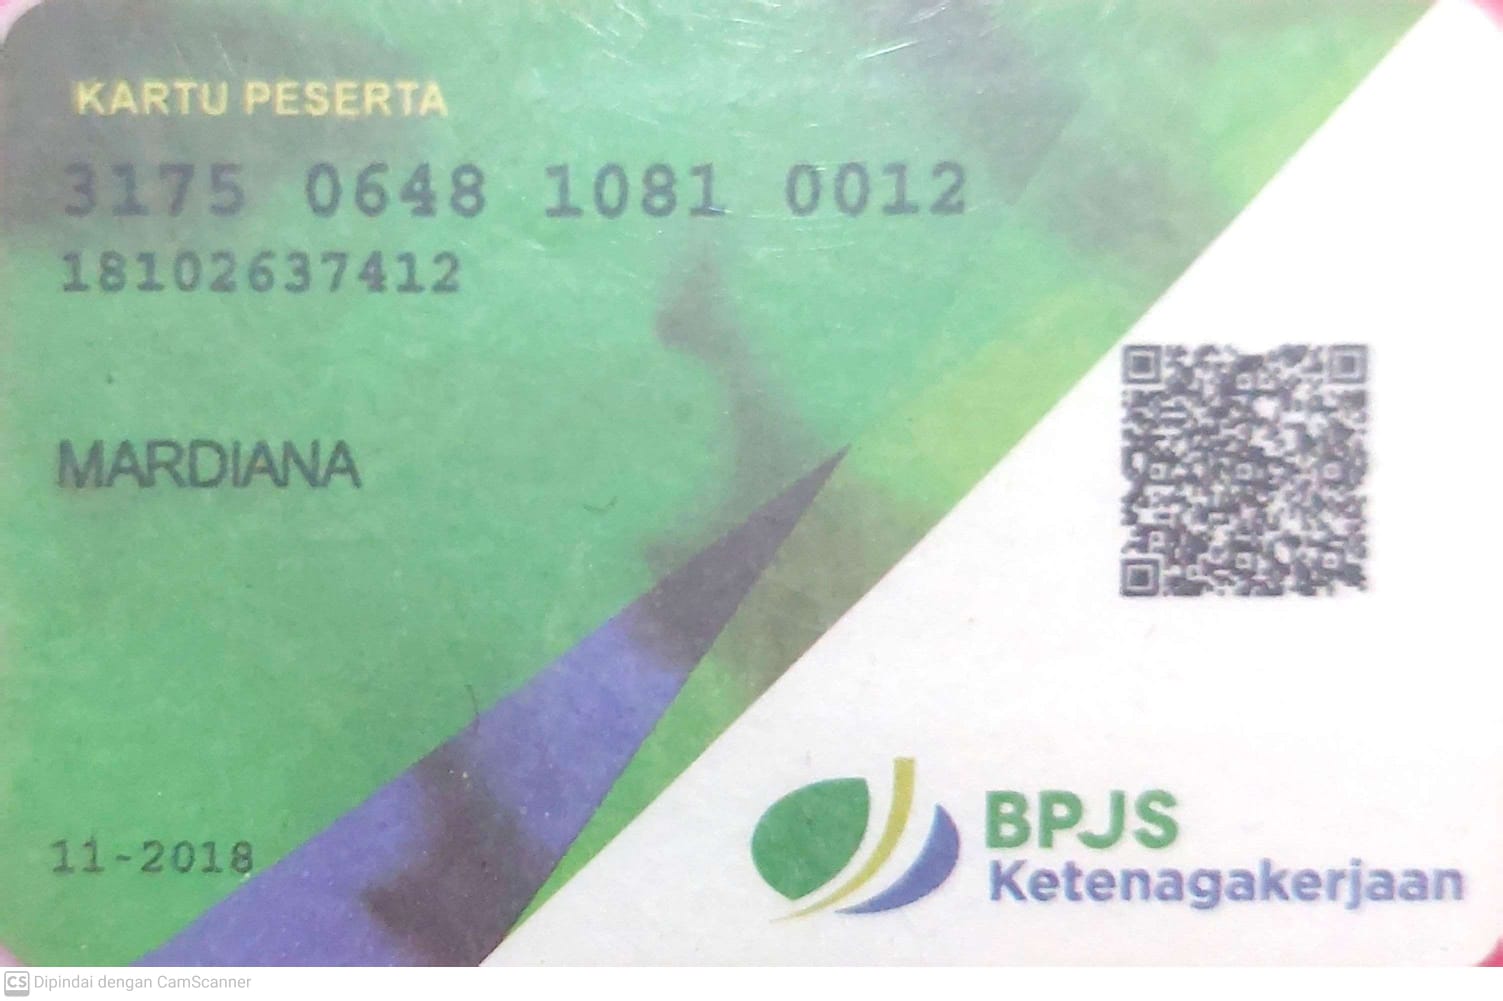 KARTU PESERTA
3175 0648 1081 0012
18102637412
MARDIANA
11-2018
BPJS
Ketenagakerjaan
CS Dipindai dengan CamScanner